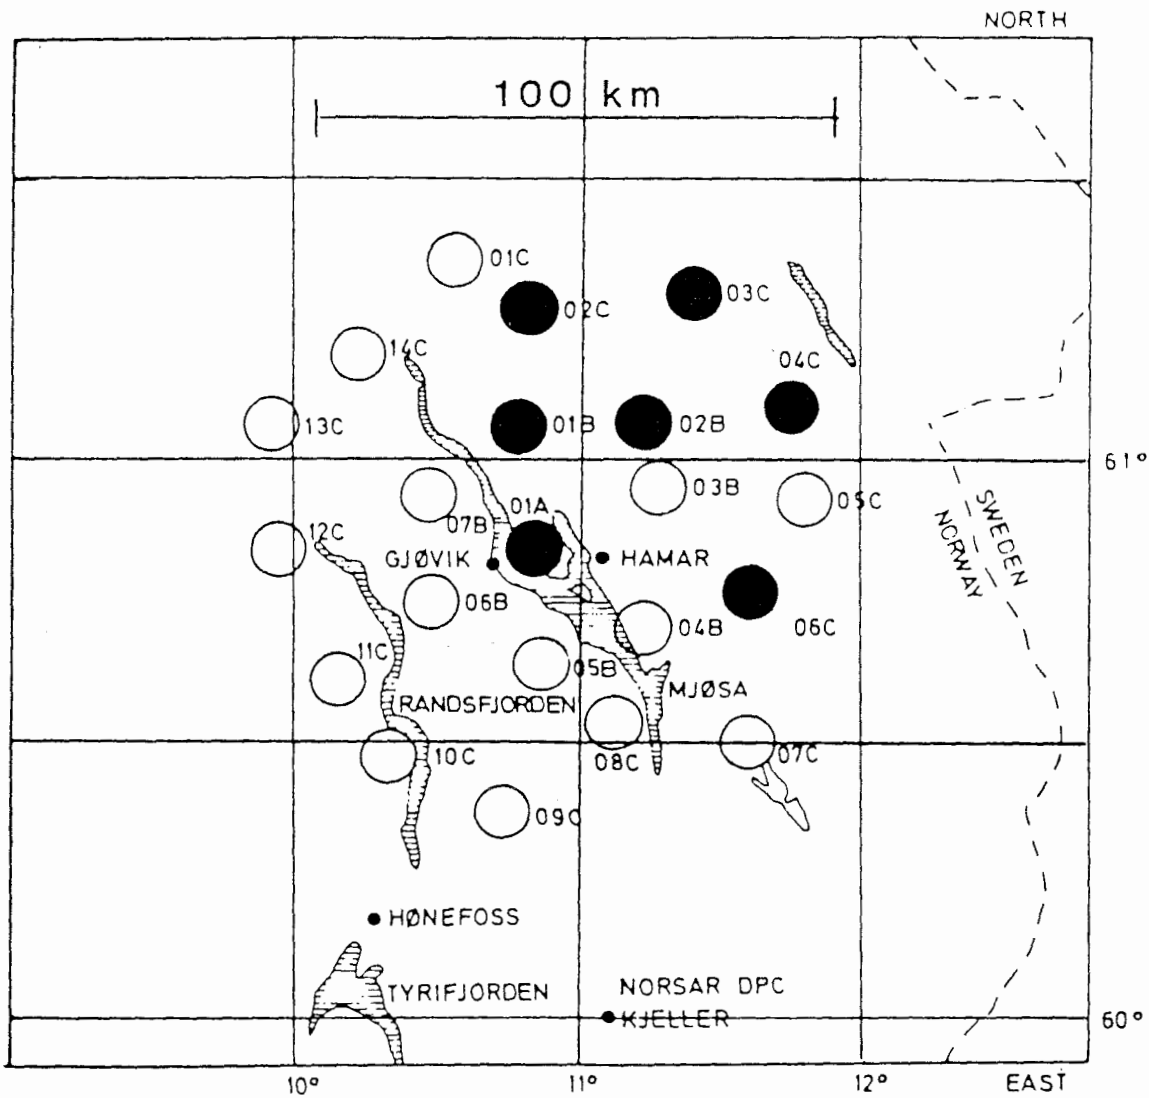 NORTH
100 km
01C
02C
03C
14C
04C
13C
01B
02B
61°
03B
05C
01A
07B
12C
SWEDEN
NORWAY
GJØVIK
HAMAR
06B
04B
06C
11C
05B
MJØSA
RANDSFJORDEN
10C
08C
07C
09C
HØNEFOSS
TYRIFJORDEN
NORSAR DPC
KJELLER
60°
10°
11°
12°
EAST